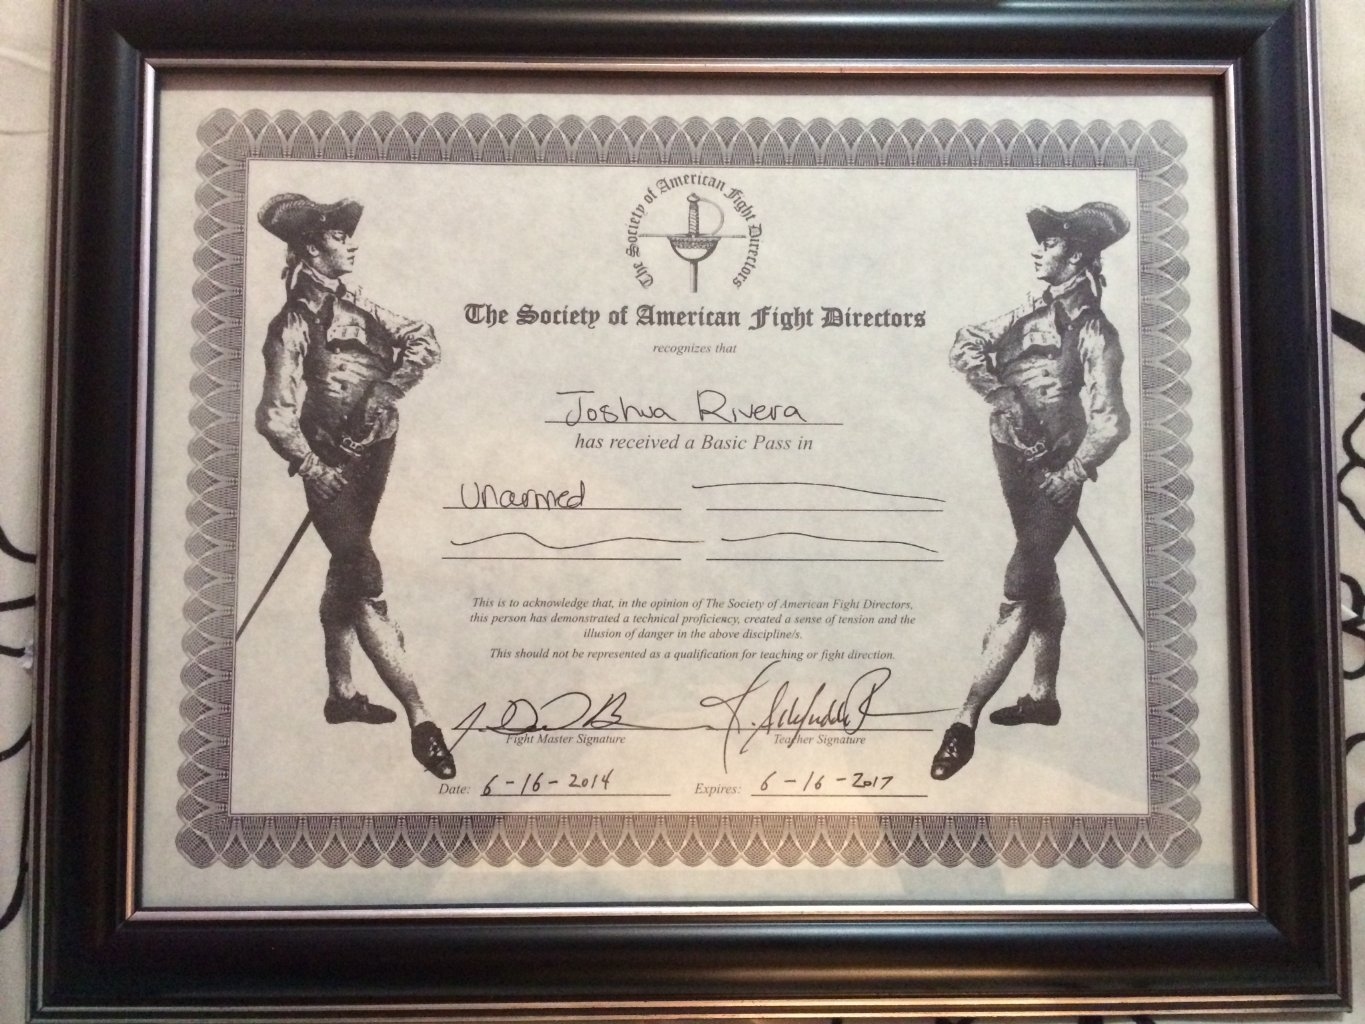 The Society of American Fight Directors
The Society of American Fight Directors
recognizes that
Joshua Rivera
has received a Basic Pass in
Unarmed
This is to acknowledge that, in the opinion of The Society of American Fight Directors,
this person has demonstrated a technical proficiency, created a sense of tension and the
illusion of danger in the above discipline/s.
This should not be represented as a qualification for teaching or fight direction.
Fight Master Signature Teacher Signature
Date: 6-16-2014 Expires: 6-16-2017